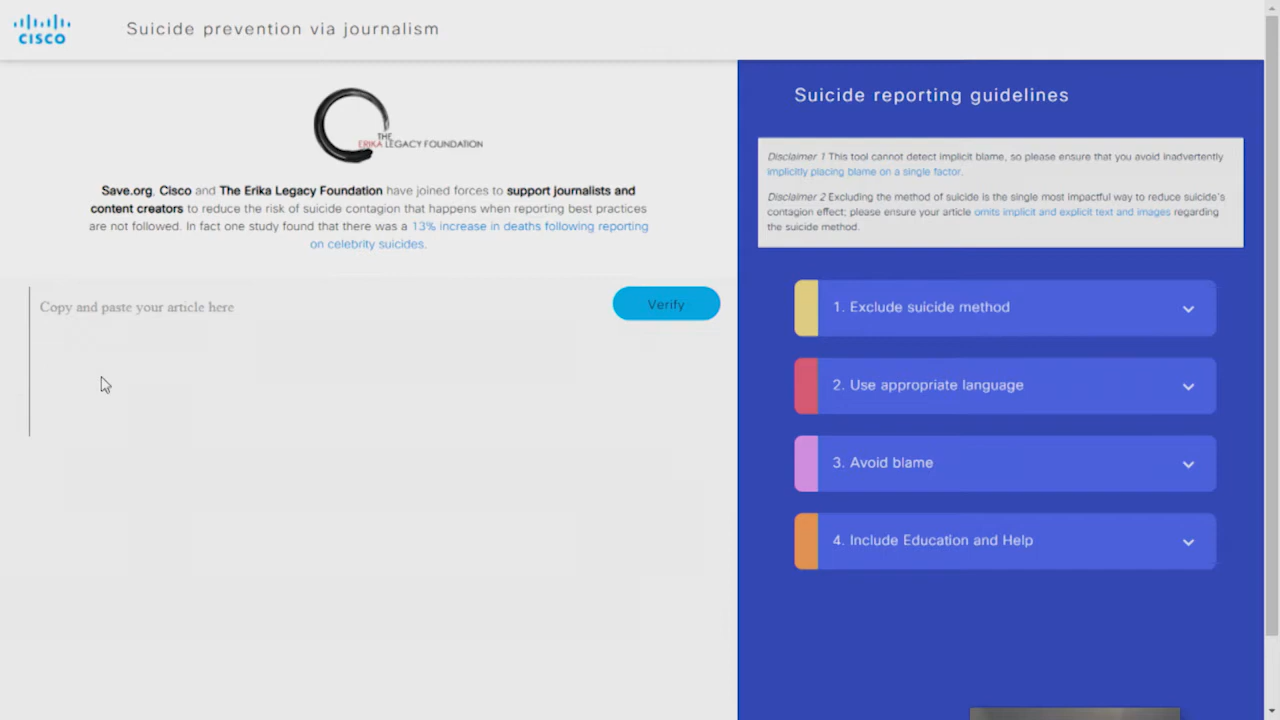 CISCO
Suicide prevention via journalism
THE
ERIKA LEGACY FOUNDATION
Save.org, Cisco and The Erika Legacy Foundation have joined forces to support journalists and
content creators to reduce the risk of suicide contagion that happens when reporting best practices
are not followed. In fact one study found that there was a 13% increase in deaths following reporting
on celebrity suicides.
Copy and paste your article here
Verify
Suicide reporting guidelines
Disclaimer 1 This tool cannot detect implicit blame, so please ensure that you avoid inadvertently
implicitly placing blame on a single factor.
Disclaimer 2 Excluding the method of suicide is the single most impactful way to reduce suicide's
contagion effect; please ensure your article omits implicit and explicit text and images regarding
the suicide method.
1. Exclude suicide method
2. Use appropriate language
3. Avoid blame
4. Include Education and Help